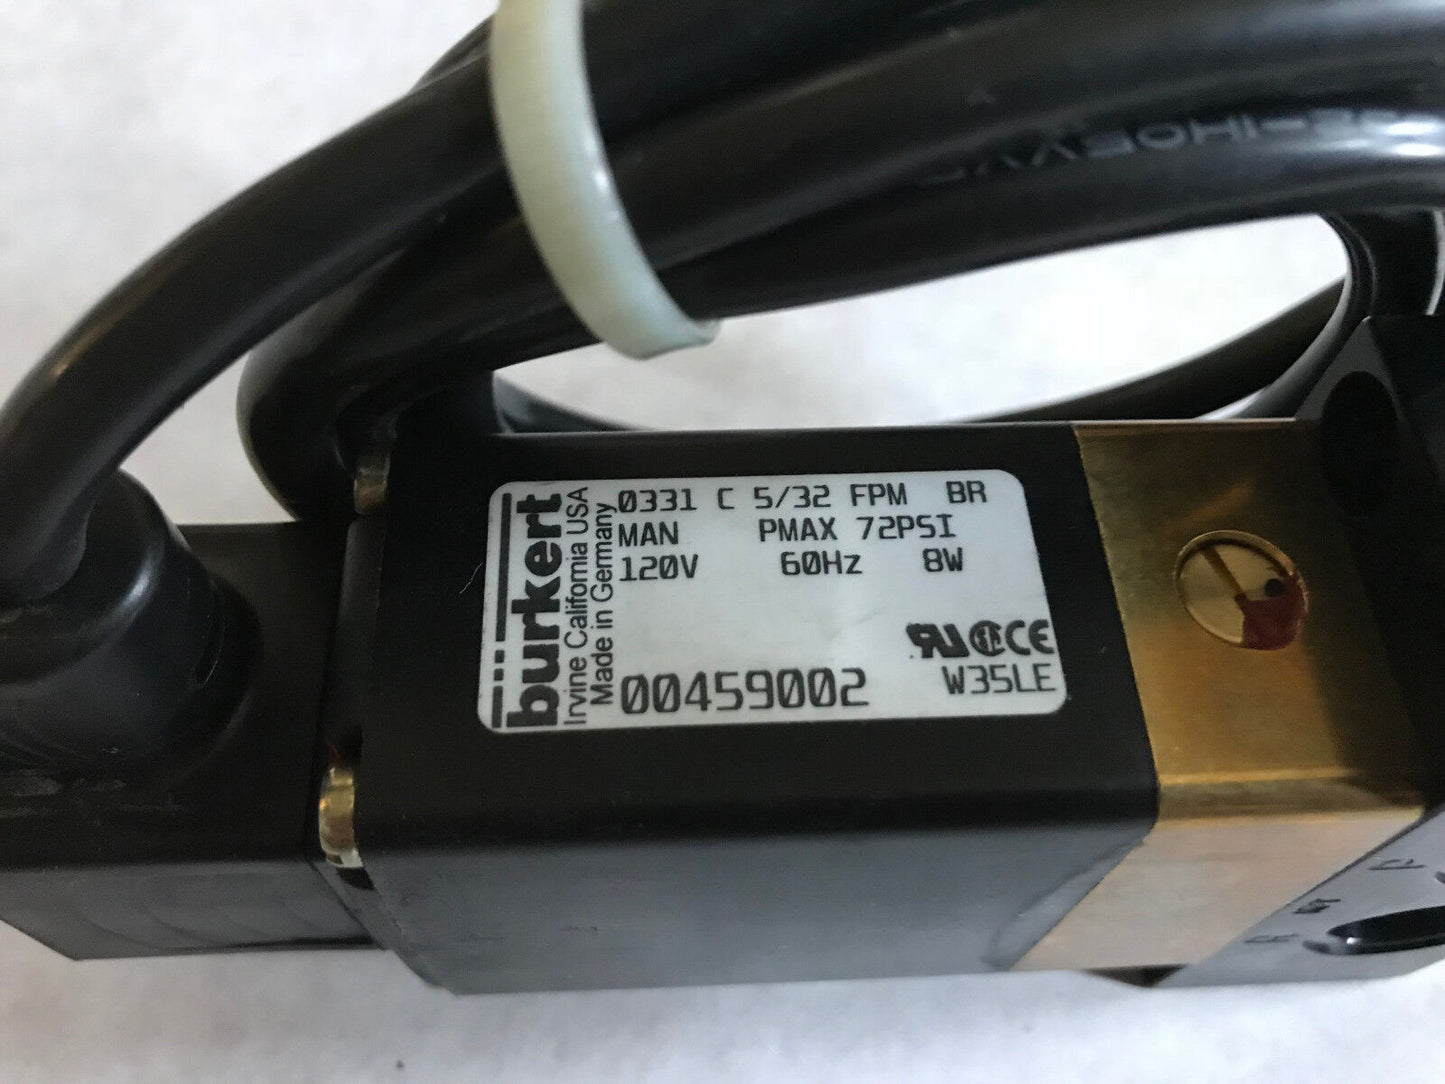 burkert
Irvine California USA
Made in Germany
0331 C 5/32 FPM BR
MAN PMAX 72PSI
120V 60Hz 8W
00459002
CE
W35LE